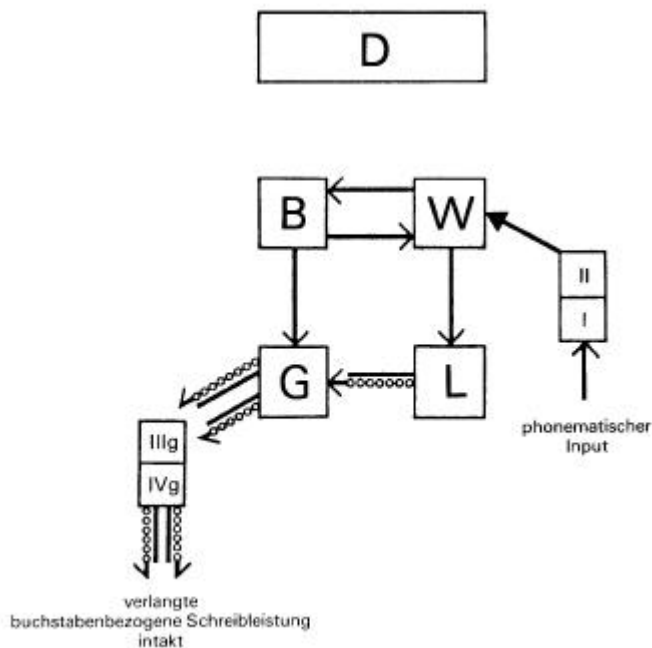 D
B
W
II
I
G
L
phonematischer
Input
IIIg
IVg
verlangte
buchstabenbezogene Schreibleistung
intakt